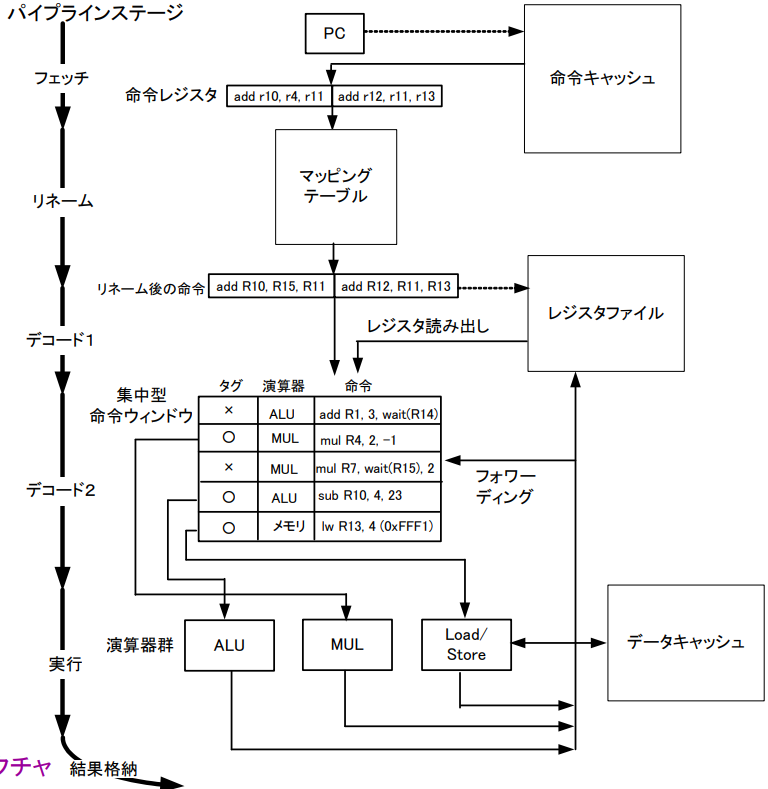 パイプラインステージ
PC
フェッチ
命令キャッシュ
命令レジスタ
add r10, r4, r11
add r12, r11, r13
マッピング
テーブル
リネーム
リネーム後の命令
add R10, R15, R11
add R12, R11, R13
レジスタファイル
レジスタ読み出し
デコード1
集中型
命令ウィンドウ
タグ 演算器 命令
× ALU add R1, 3, wait(R14)
○ MUL mul R4, 2, -1
× MUL mul R7, wait(R15), 2
○ ALU sub R10, 4, 23
○ メモリ lw R13, 4 (0xFFF1)
フォワー
ディング
デコード2
演算器群
ALU
MUL
Load/
Store
データキャッシュ
実行
クチャ
結果格納